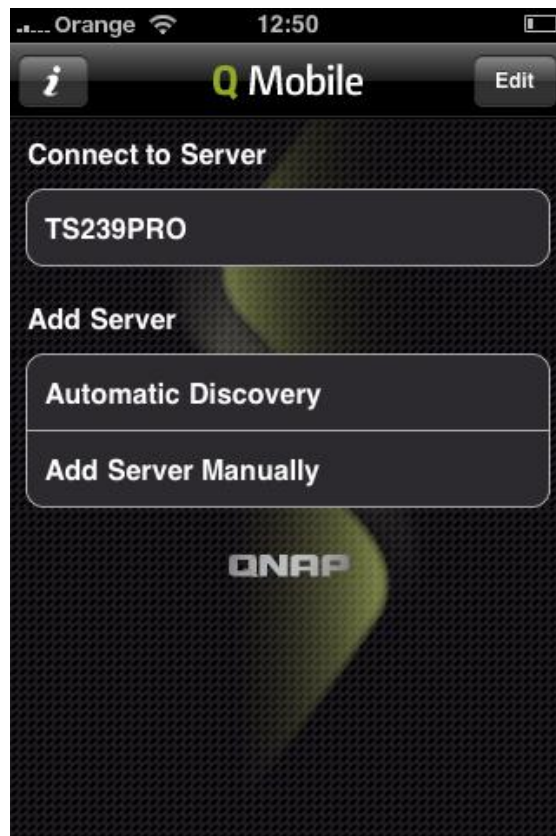 Orange 12:50
i Q Mobile Edit
Connect to Server
TS239PRO
Add Server
Automatic Discovery
Add Server Manually
QNAP